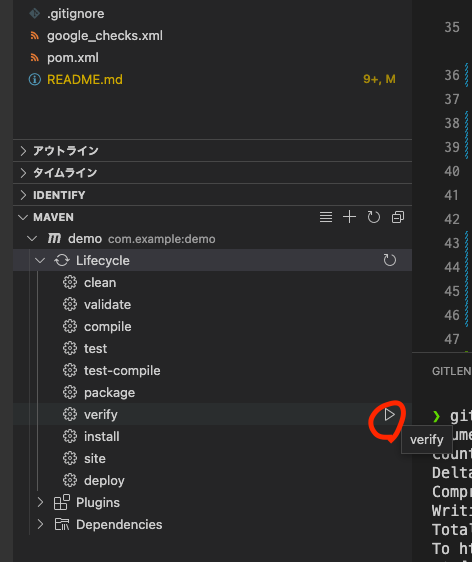 .gitignore
google_checks.xml
pom.xml
README.md 9+, M
アウトライン
タイムライン
IDENTIFY
MAVEN
demo com.example:demo
Lifecycle
clean
validate
compile
test
test-compile
package
verify
install
site
deploy
Plugins
Dependencies
35
36
37
38
39
40
41
42
43
44
45
46
47
GITLEN
❯ git
verify
Count
Delta
Compr
Writi
Total
To ht